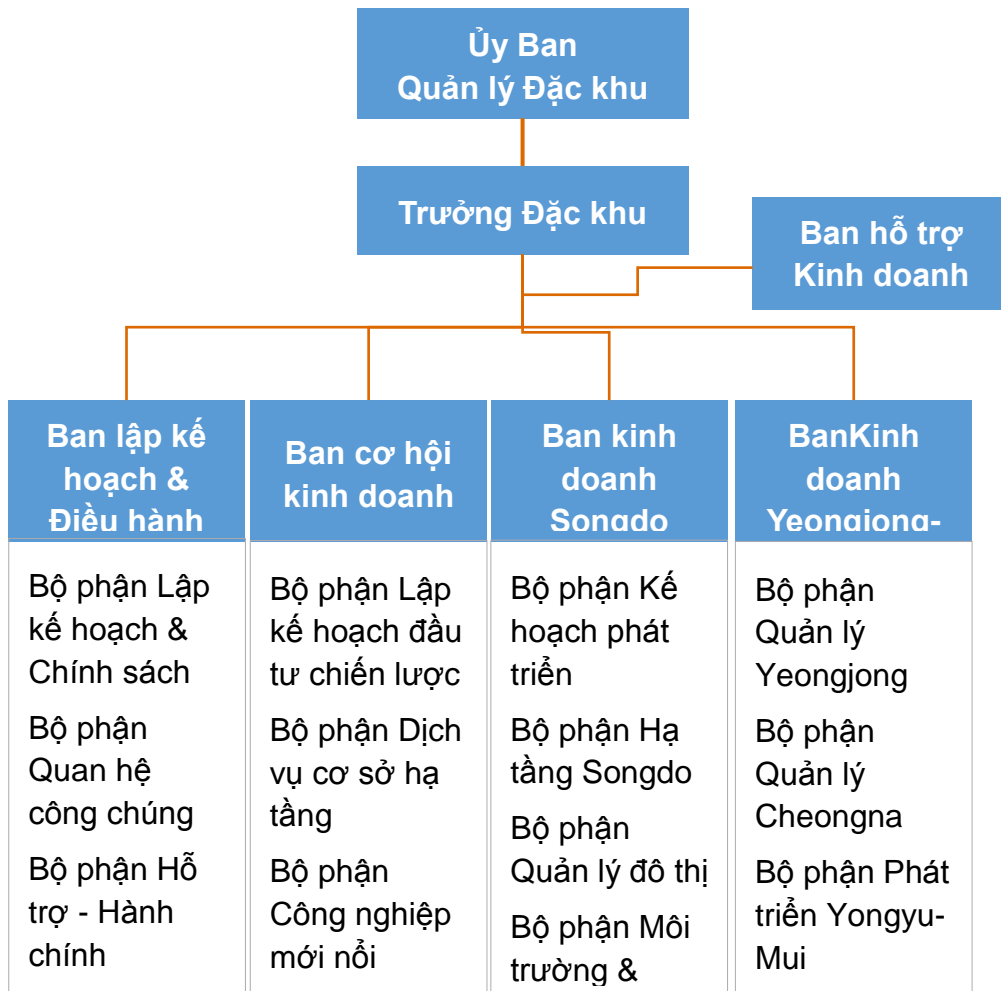 Ủy Ban
Quản lý Đặc khu
Trưởng Đặc khu
Ban hỗ trợ
Kinh doanh
Ban lập kế
hoạch &
Điều hành
Ban cơ hội
kinh doanh
Ban kinh
doanh
Songdo
BanKinh
doanh
Yeongjong-
Bộ phận Lập
kế hoạch &
Chính sách
Bộ phận
Quan hệ
công chúng
Bộ phận Hỗ
trợ - Hành
chính
Bộ phận Lập
kế hoạch đầu
tư chiến lược
Bộ phận Dịch
vụ cơ sở hạ
tầng
Bộ phận
Công nghiệp
mới nổi
Bộ phận Kế
hoạch phát
triển
Bộ phận Hạ
tầng Songdo
Bộ phận
Quản lý đô thị
Bộ phận Môi
trường &
Bộ phận
Quản lý
Yeongjong
Bộ phận
Quản lý
Cheongna
Bộ phận Phát
triển Yongyu-
Mui